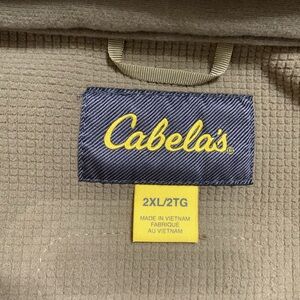 Cabela's
2XL/2TG
MADE IN VIETNAM
FABRIQUÉ
AU VIETNAM